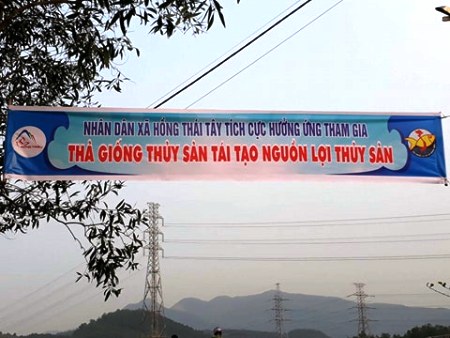 NHÂN DÂN XÃ HỒNG THÁI TÂY TÍCH CỰC HƯỞNG ỨNG THAM GIA
THẢ GIỐNG THỦY SẢN TÁI TẠO NGUỒN LỢI THỦY SẢN